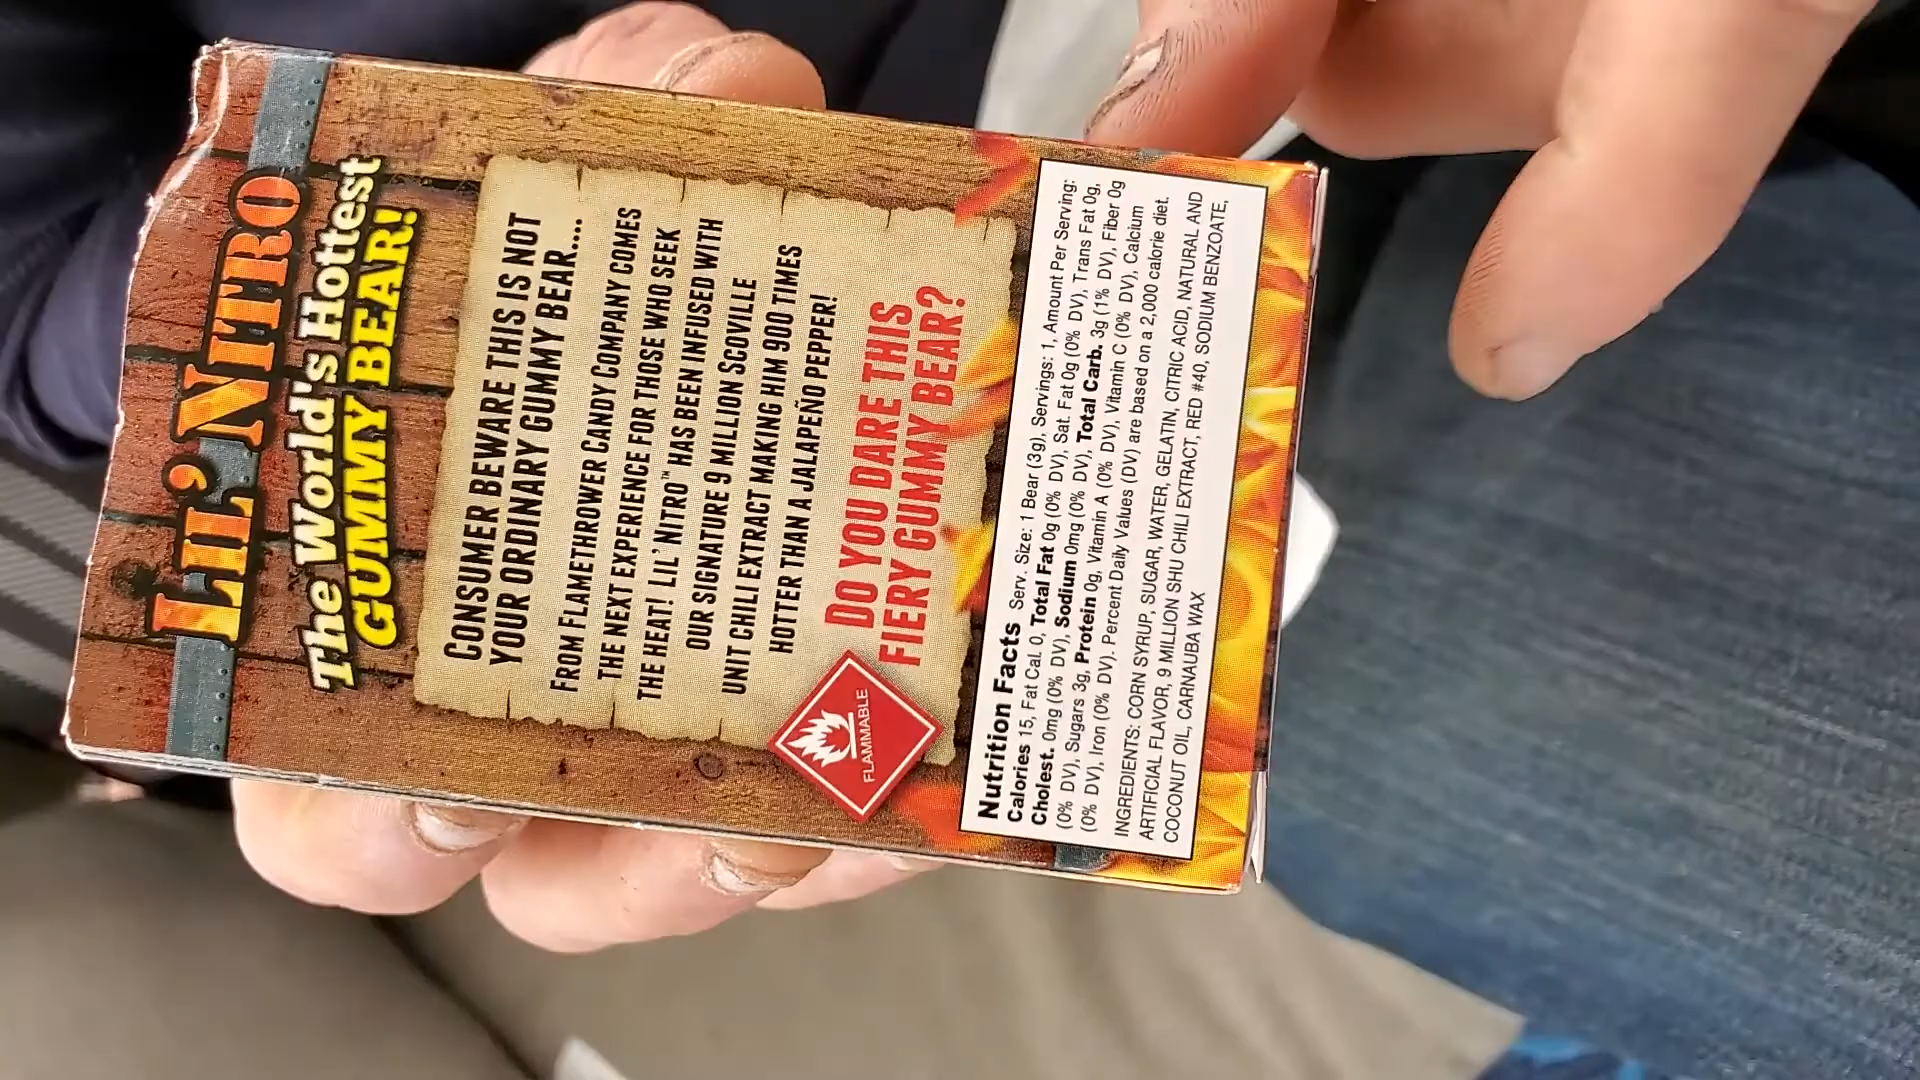 LIL' NITRO
The World's Hottest
GUMMY BEAR!
CONSUMER BEWARE THIS IS NOT
YOUR ORDINARY GUMMY BEAR....
FROM FLAMETHROWER CANDY COMPANY COMES
THE NEXT EXPERIENCE FOR THOSE WHO SEEK
THE HEAT! LIL' NITRO™ HAS BEEN INFUSED WITH
OUR SIGNATURE 9 MILLION SCOVILLE
UNIT CHILI EXTRACT MAKING HIM 900 TIMES
HOTTER THAN A JALAPEÑO PEPPER!
DO YOU DARE THIS
FIERY GUMMY BEAR?
FLAMMABLE
Nutrition Facts Serv. Size: 1 Bear (3g), Servings: 1, Amount Per Serving:
Calories 15, Fat Cal. 0, Total Fat 0g (0% DV), Sat. Fat 0g (0% DV), Trans Fat 0g,
Cholest. 0mg (0% DV), Sodium 0mg (0% DV), Total Carb. 3g (1% DV), Fiber 0g
(0% DV), Sugars 3g, Protein 0g, Vitamin A (0% DV), Vitamin C (0% DV), Calcium
(0% DV), Iron (0% DV). Percent Daily Values (DV) are based on a 2,000 calorie diet.
INGREDIENTS: CORN SYRUP, SUGAR, WATER, GELATIN, CITRIC ACID, NATURAL AND
ARTIFICIAL FLAVOR, 9 MILLION SHU CHILI EXTRACT, RED #40, SODIUM BENZOATE,
COCONUT OIL, CARNAUBA WAX